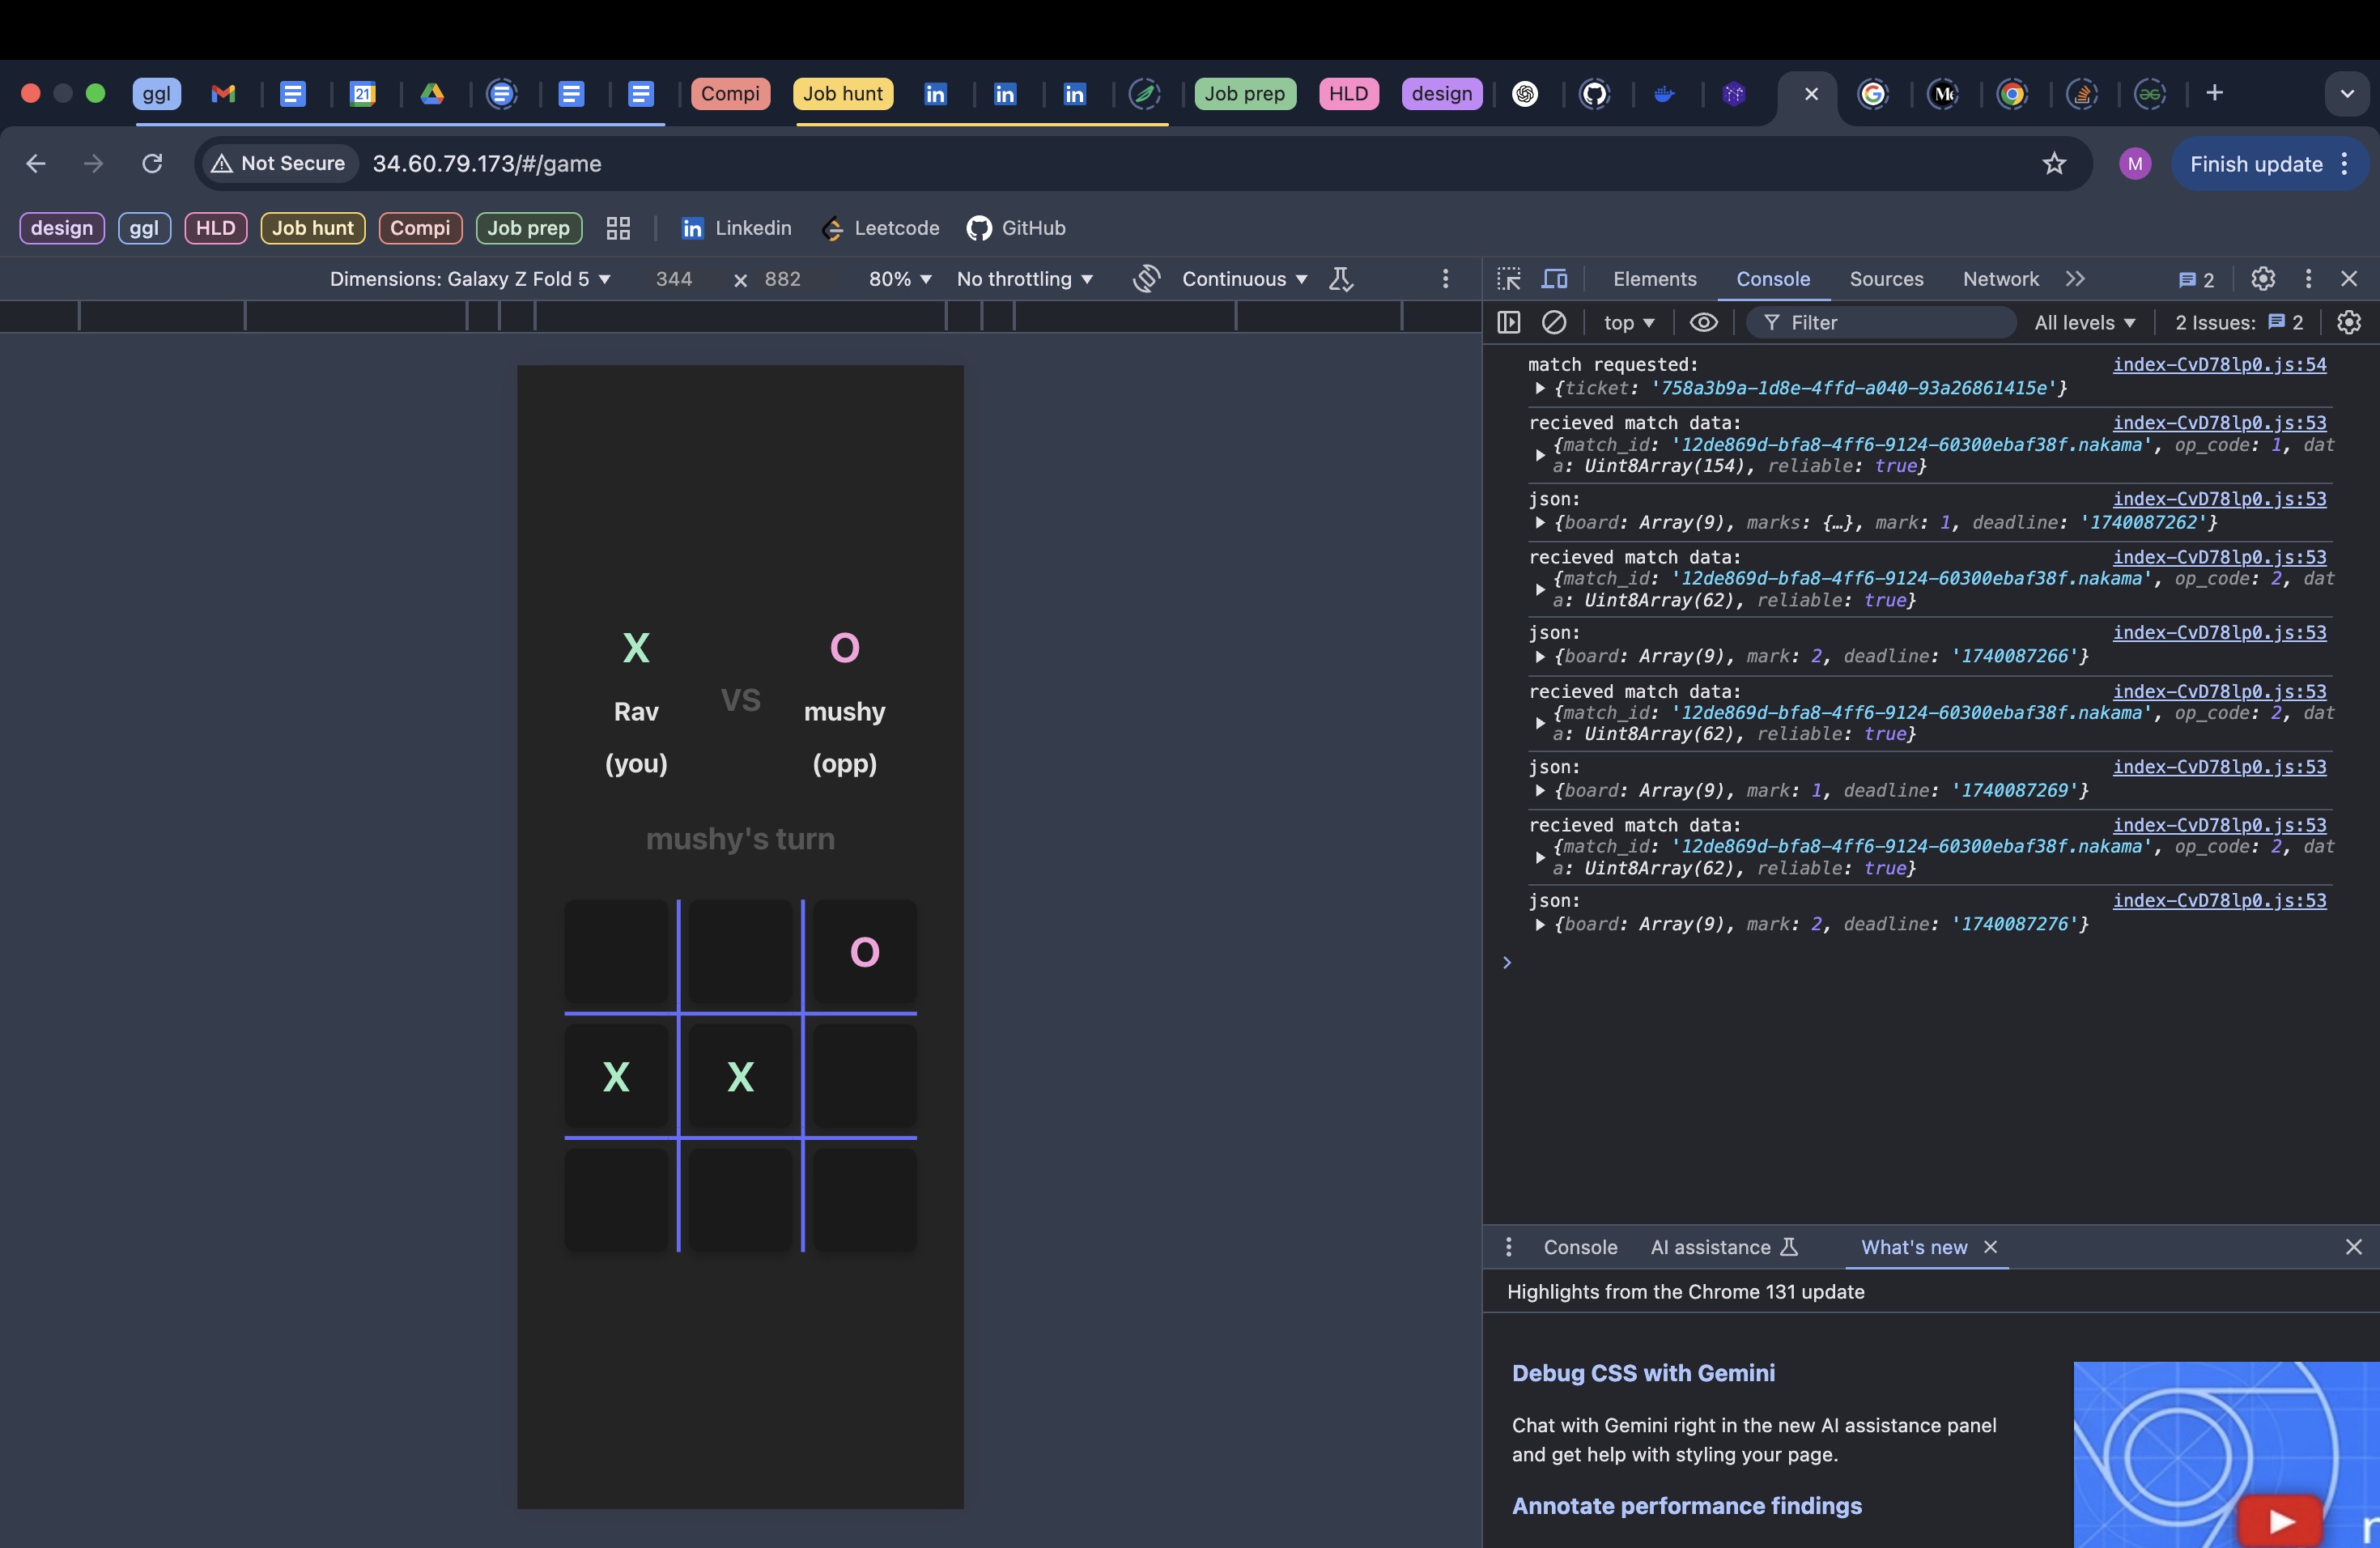 ggl
21
Compi
Job hunt
in
in
in
Job prep
HLD
design
Not Secure
34.60.79.173/#/game
M
Finish update
design
ggl
HLD
Job hunt
Compi
Job prep
in Linkedin
Leetcode
GitHub
Dimensions: Galaxy Z Fold 5
344 × 882
80%
No throttling
Continuous
Elements
Console
Sources
Network
2
top
Filter
All levels
2 Issues: 2
X
O
VS
Rav
mushy
(you)
(opp)
mushy's turn
O
X X
match requested: index-CvD78lp0.js:54
{ticket: '758a3b9a-1d8e-4ffd-a040-93a26861415e'}
recieved match data: index-CvD78lp0.js:53
{match_id: '12de869d-bfa8-4ff6-9124-60300ebaf38f.nakama', op_code: 1, dat
a: Uint8Array(154), reliable: true}
json: index-CvD78lp0.js:53
{board: Array(9), marks: {…}, mark: 1, deadline: '1740087262'}
recieved match data: index-CvD78lp0.js:53
{match_id: '12de869d-bfa8-4ff6-9124-60300ebaf38f.nakama', op_code: 2, dat
a: Uint8Array(62), reliable: true}
json: index-CvD78lp0.js:53
{board: Array(9), mark: 2, deadline: '1740087266'}
recieved match data: index-CvD78lp0.js:53
{match_id: '12de869d-bfa8-4ff6-9124-60300ebaf38f.nakama', op_code: 2, dat
a: Uint8Array(62), reliable: true}
json: index-CvD78lp0.js:53
{board: Array(9), mark: 1, deadline: '1740087269'}
recieved match data: index-CvD78lp0.js:53
{match_id: '12de869d-bfa8-4ff6-9124-60300ebaf38f.nakama', op_code: 2, dat
a: Uint8Array(62), reliable: true}
json: index-CvD78lp0.js:53
{board: Array(9), mark: 2, deadline: '1740087276'}
Console
AI assistance
What's new
Highlights from the Chrome 131 update
Debug CSS with Gemini
Chat with Gemini right in the new AI assistance panel
and get help with styling your page.
Annotate performance findings